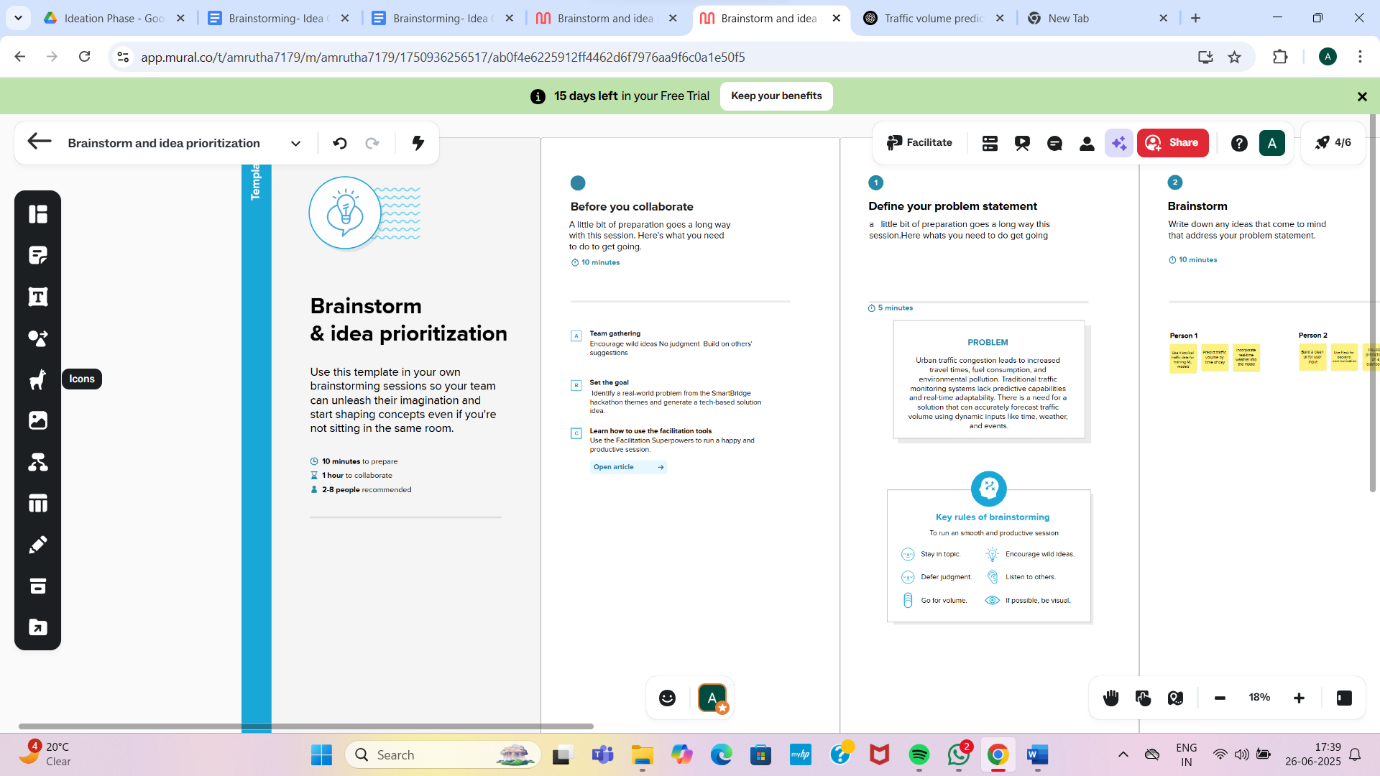 Ideation Phase - Goo
Brainstorming- Idea
Brainstorming- Idea
Brainstorm and idea
Brainstorm and idea
Traffic volume predic
New Tab
app.mural.co/t/amrutha7179/m/amrutha7179/1750936256517/ab0f4e6225912ff4462d6f7976aa9f6c0a1e50f5
A
15 days left in your Free Trial
Keep your benefits
Brainstorm and idea prioritization
Facilitate
Share
A
4/6
Templa
Icons
Brainstorm
& idea prioritization
Use this template in your own
brainstorming sessions so your team
can unleash their imagination and
start shaping concepts even if you're
not sitting in the same room.
10 minutes to prepare
1 hour to collaborate
2-8 people recommended
Before you collaborate
A little bit of preparation goes a long way
with this session. Here's what you need
to do to get going.
10 minutes
A
Team gathering
Encourage wild ideas No judgment Build on others'
suggestions
B
Set the goal
Identify a real-world problem from the SmartBridge
hackathon themes and generate a tech-based solution
idea.
C
Learn how to use the facilitation tools
Use the Facilitation Superpowers to run a happy and
productive session.
Open article
1
Define your problem statement
a little bit of preparation goes a long way this
session.Here whats you need to do get going
5 minutes
PROBLEM
Urban traffic congestion leads to increased
travel times, fuel consumption, and
environmental pollution. Traditional traffic
monitoring systems lack predictive capabilities
and real-time adaptability. There is a need for a
solution that can accurately forecast traffic
volume using dynamic inputs like time, weather,
and events.
Key rules of brainstorming
To run an smooth and productive session
Stay in topic.
Encourage wild ideas.
Defer judgment.
Listen to others.
Go for volume.
If possible, be visual.
2
Brainstorm
Write down any ideas that come to mind
that address your problem statement.
10 minutes
Person 1
Person 2
A
18%
4
20°C
Clear
Search
2
ENG
IN
17:39
26-06-2025